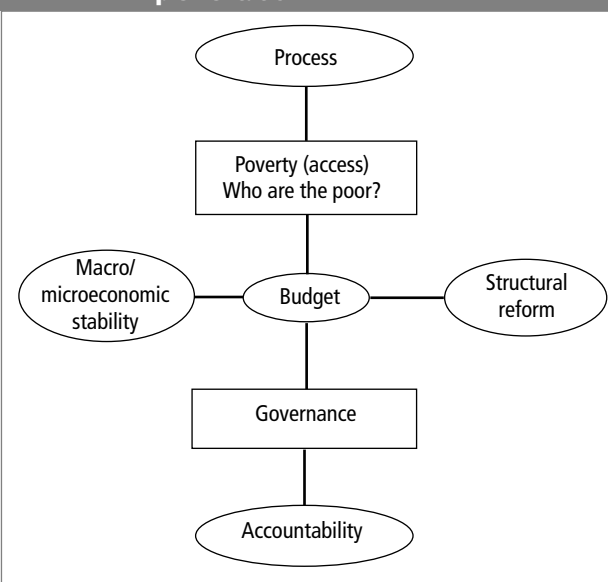 Process
Poverty (access)
Who are the poor?
Macro/
microeconomic
stability
Budget
Structural
reform
Governance
Accountability